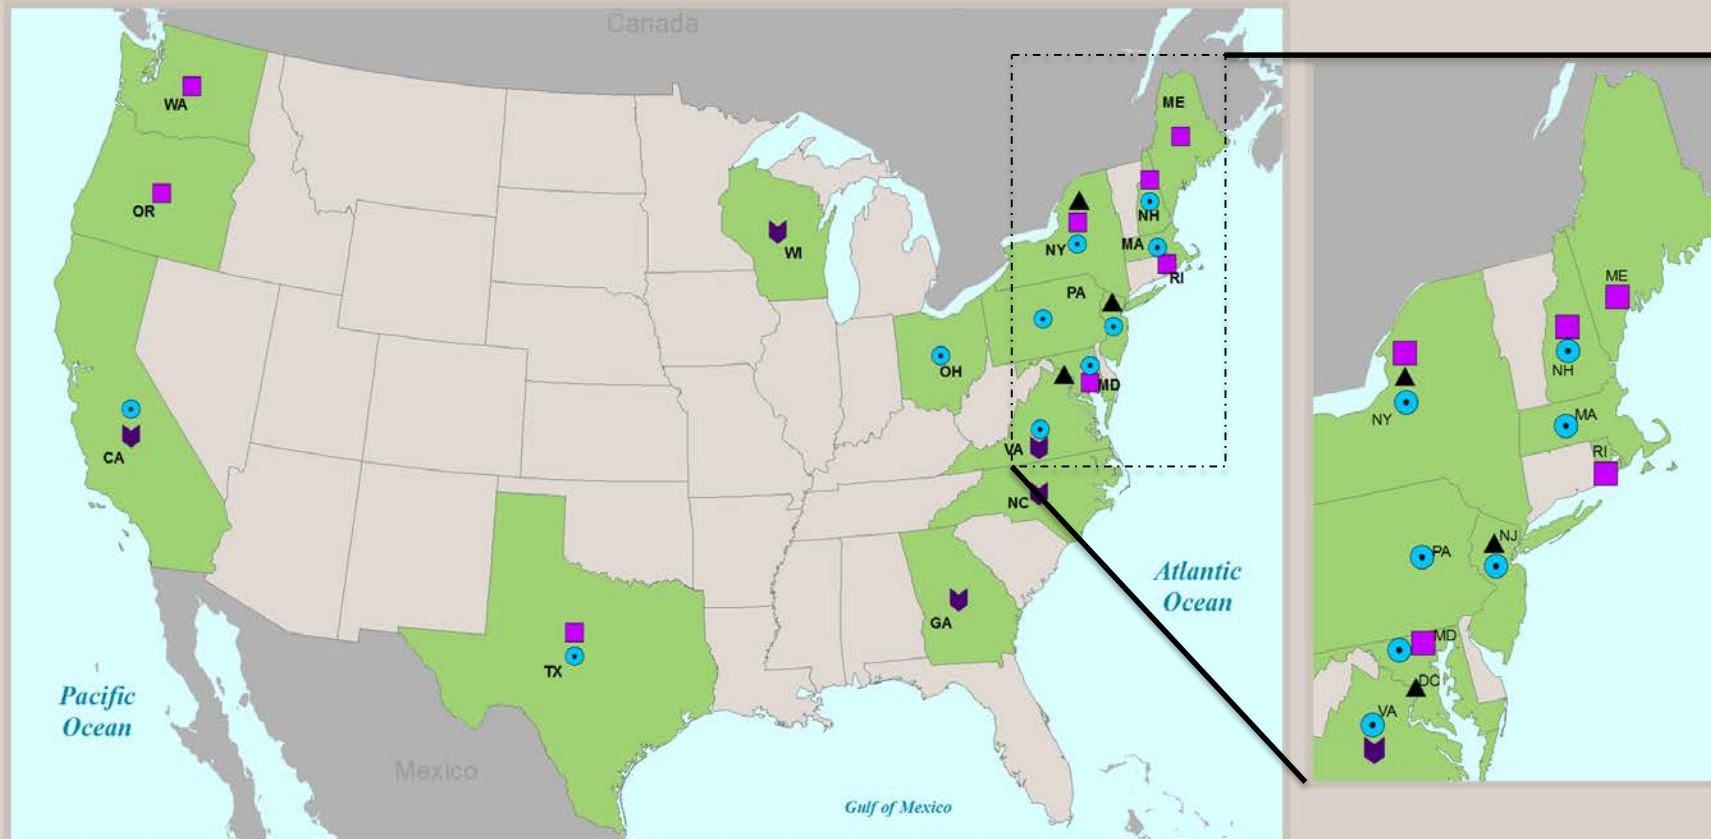 Canada
WA
OR
CA
WI
OH
TX
GA
NC
VA
MD
PA
NY
MA
RI
NH
ME
Pacific
Ocean
Atlantic
Ocean
Mexico
Gulf of Mexico
ME
NH
NY
MA
RI
NJ
PA
MD
DC
VA